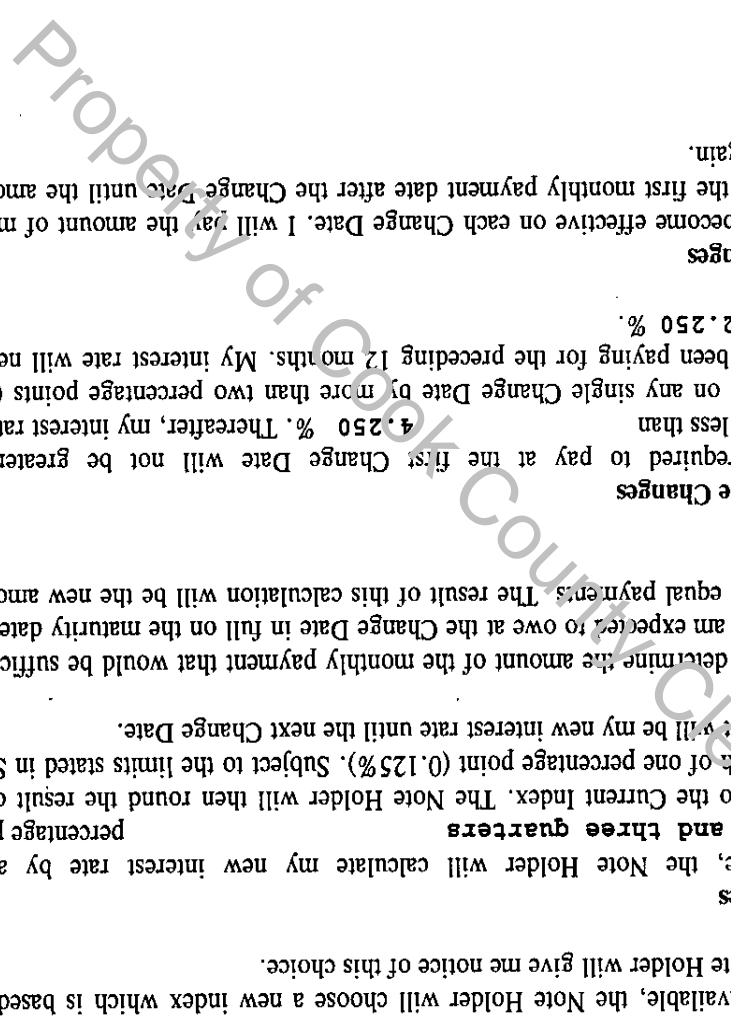 vailable, the Note Holder will choose a new index which is based
te Holder will give me notice of this choice.
es
e, the Note Holder will calculate my new interest rate by a
and three quarters percentage p
o the Current Index. The Note Holder will then round the result o
h of one percentage point (0.125%). Subject to the limits stated in S
t will be my new interest rate until the next Change Date.
determine the amount of the monthly payment that would be suffic
am expected to owe at the Change Date in full on the maturity date
equal payments. The result of this calculation will be the new amo
e Changes
required to pay at the first Change Date will not be greater
less than 4.250 %. Thereafter, my interest rat
on any single Change Date by more than two percentage points (
been paying for the preceding 12 months. My interest rate will ne
2.250 %.
nges
become effective on each Change Date. I will pay the amount of m
the first monthly payment date after the Change Date until the amo
gain.
Property of Cook County Cle